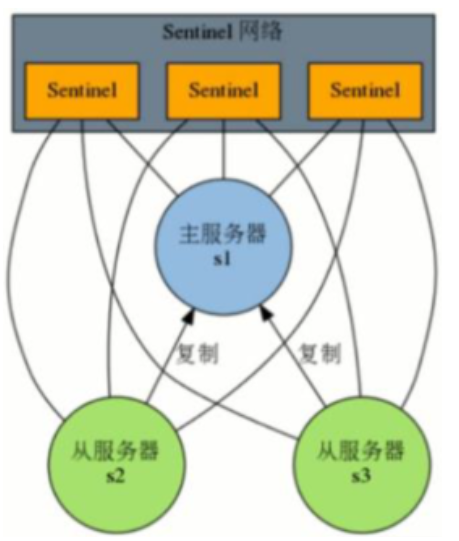 Sentinel 网络
Sentinel
Sentinel
Sentinel
主服务器
s1
复制
复制
从服务器
s2
从服务器
s3